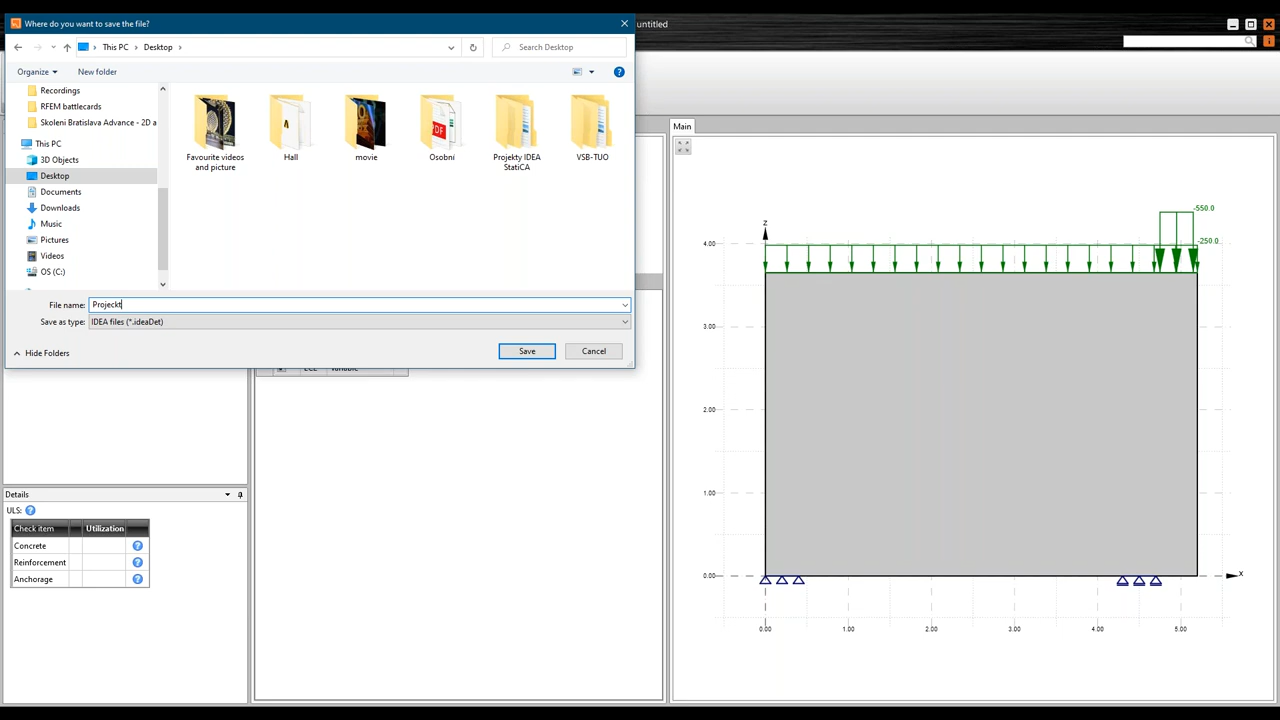 Where do you want to save the file?
untitled
This PC
Desktop
Search Desktop
Organize
New folder
Recordings
RFEM battlecards
Skoleni Bratislava Advance - 2D a
This PC
3D Objects
Desktop
Documents
Downloads
Music
Pictures
Videos
OS (C:)
Favourite videos
and picture
Hall
movie
Osobní
Projekty IDEA
StatiCA
VSB-TUO
PDF
File name:
Projeckt
Save as type:
IDEA files (*.ideaDet)
Hide Folders
Save
Cancel
Main
-550.0
-250.0
z
4.00
3.00
2.00
1.00
0.00
x
0.00
1.00
2.00
3.00
4.00
5.00
Details
ULS:
Check item
Utilization
Concrete
Reinforcement
Anchorage